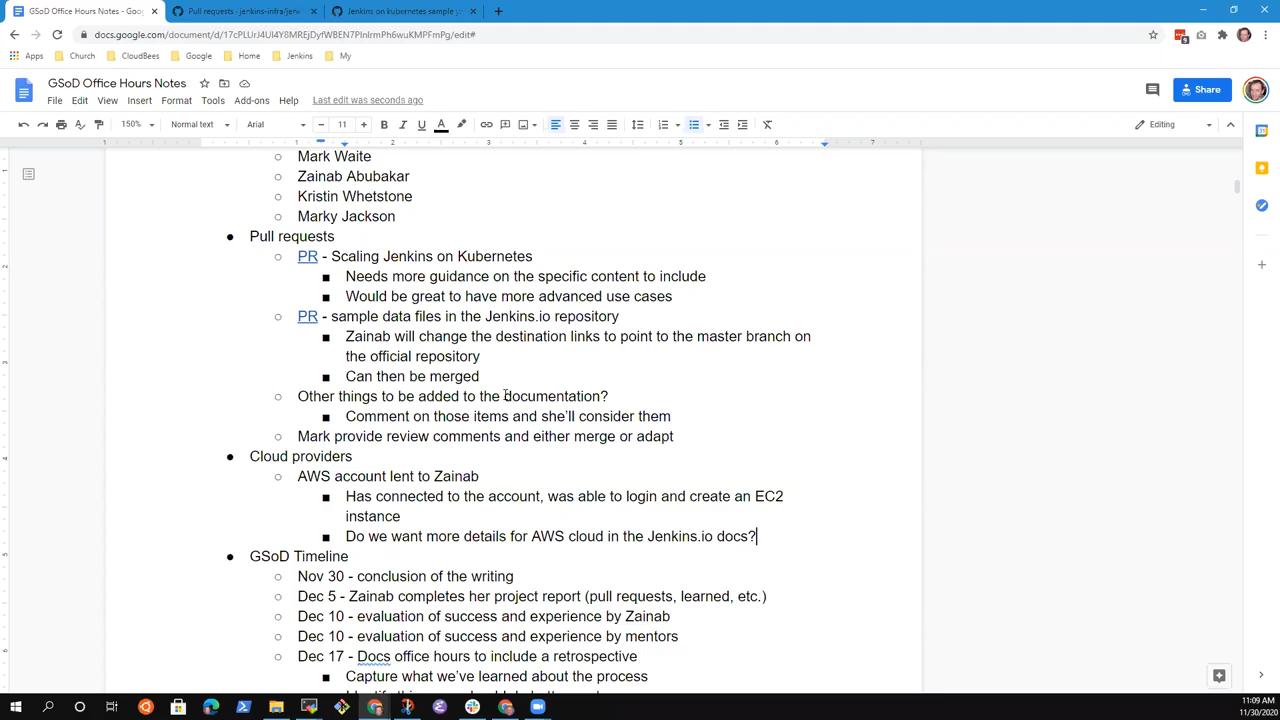 GSoD Office Hours Notes - Goog
Pull requests · jenkins-infra/jenk
Jenkins on kubernetes sample y
docs.google.com/document/d/17cPLUrJ4Ul4Y8MREjDyfWBEN7PInIrmPh6wuKMPFmPg/edit#
Apps
Church
CloudBees
Google
Home
Jenkins
My
GSoD Office Hours Notes
File Edit View Insert Format Tools Add-ons Help Last edit was seconds ago
Share
150% Normal text Arial 11 Editing
1 1 2 3 4 5 6 7
○ Mark Waite
○ Zainab Abubakar
○ Kristin Whetstone
○ Marky Jackson
● Pull requests
○ PR - Scaling Jenkins on Kubernetes
■ Needs more guidance on the specific content to include
■ Would be great to have more advanced use cases
○ PR - sample data files in the Jenkins.io repository
■ Zainab will change the destination links to point to the master branch on
the official repository
■ Can then be merged
○ Other things to be added to the documentation?
■ Comment on those items and she'll consider them
○ Mark provide review comments and either merge or adapt
● Cloud providers
○ AWS account lent to Zainab
■ Has connected to the account, was able to login and create an EC2
instance
■ Do we want more details for AWS cloud in the Jenkins.io docs?
● GSoD Timeline
○ Nov 30 - conclusion of the writing
○ Dec 5 - Zainab completes her project report (pull requests, learned, etc.)
○ Dec 10 - evaluation of success and experience by Zainab
○ Dec 10 - evaluation of success and experience by mentors
○ Dec 17 - Docs office hours to include a retrospective
■ Capture what we've learned about the process
11:09 AM
11/30/2020